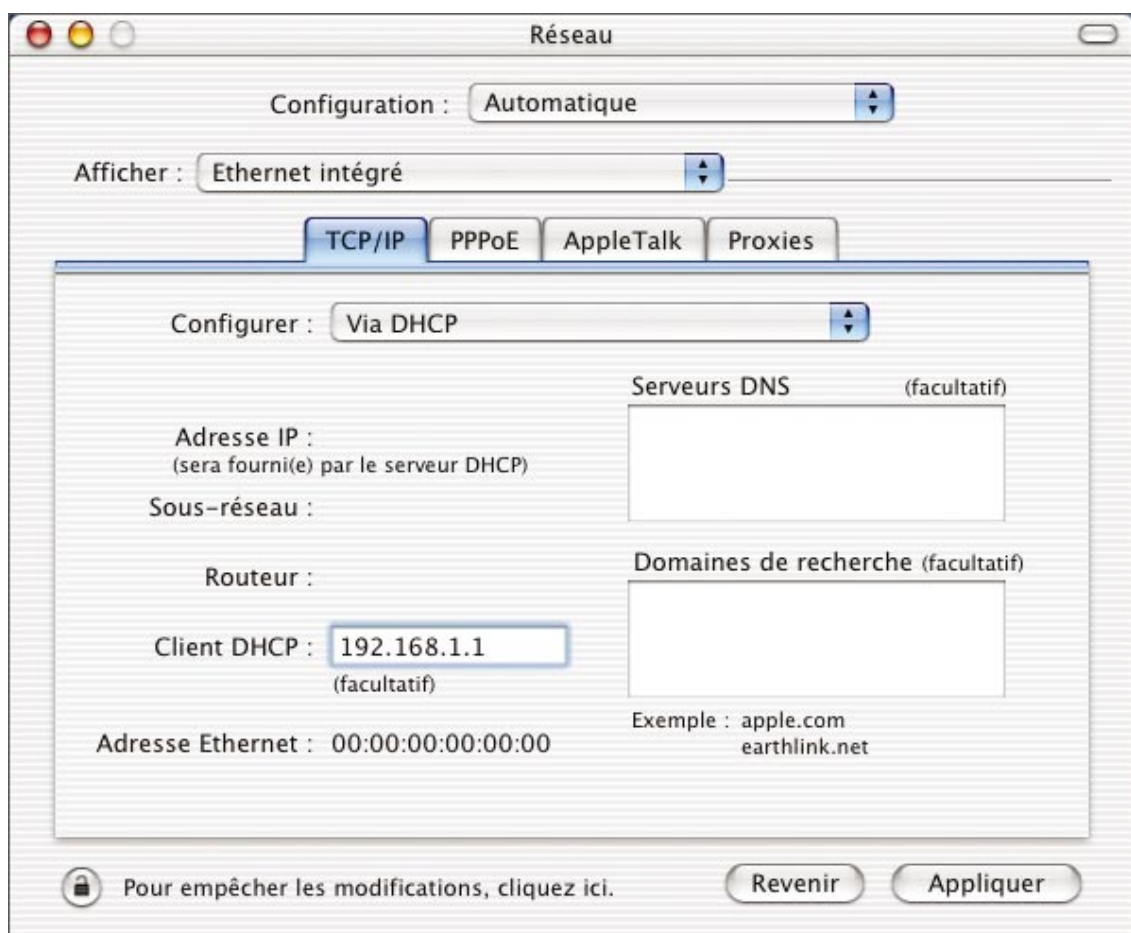 Réseau
Configuration : Automatique
Afficher : Ethernet intégré
TCP/IP PPPoE AppleTalk Proxies
Configurer : Via DHCP
Serveurs DNS (facultatif)
Adresse IP :
(sera fourni(e) par le serveur DHCP)
Sous-réseau :
Domaines de recherche (facultatif)
Routeur :
Client DHCP : 192.168.1.1
(facultatif)
Exemple : apple.com
earthlink.net
Adresse Ethernet : 00:00:00:00:00:00
Pour empêcher les modifications, cliquez ici.
Revenir Appliquer